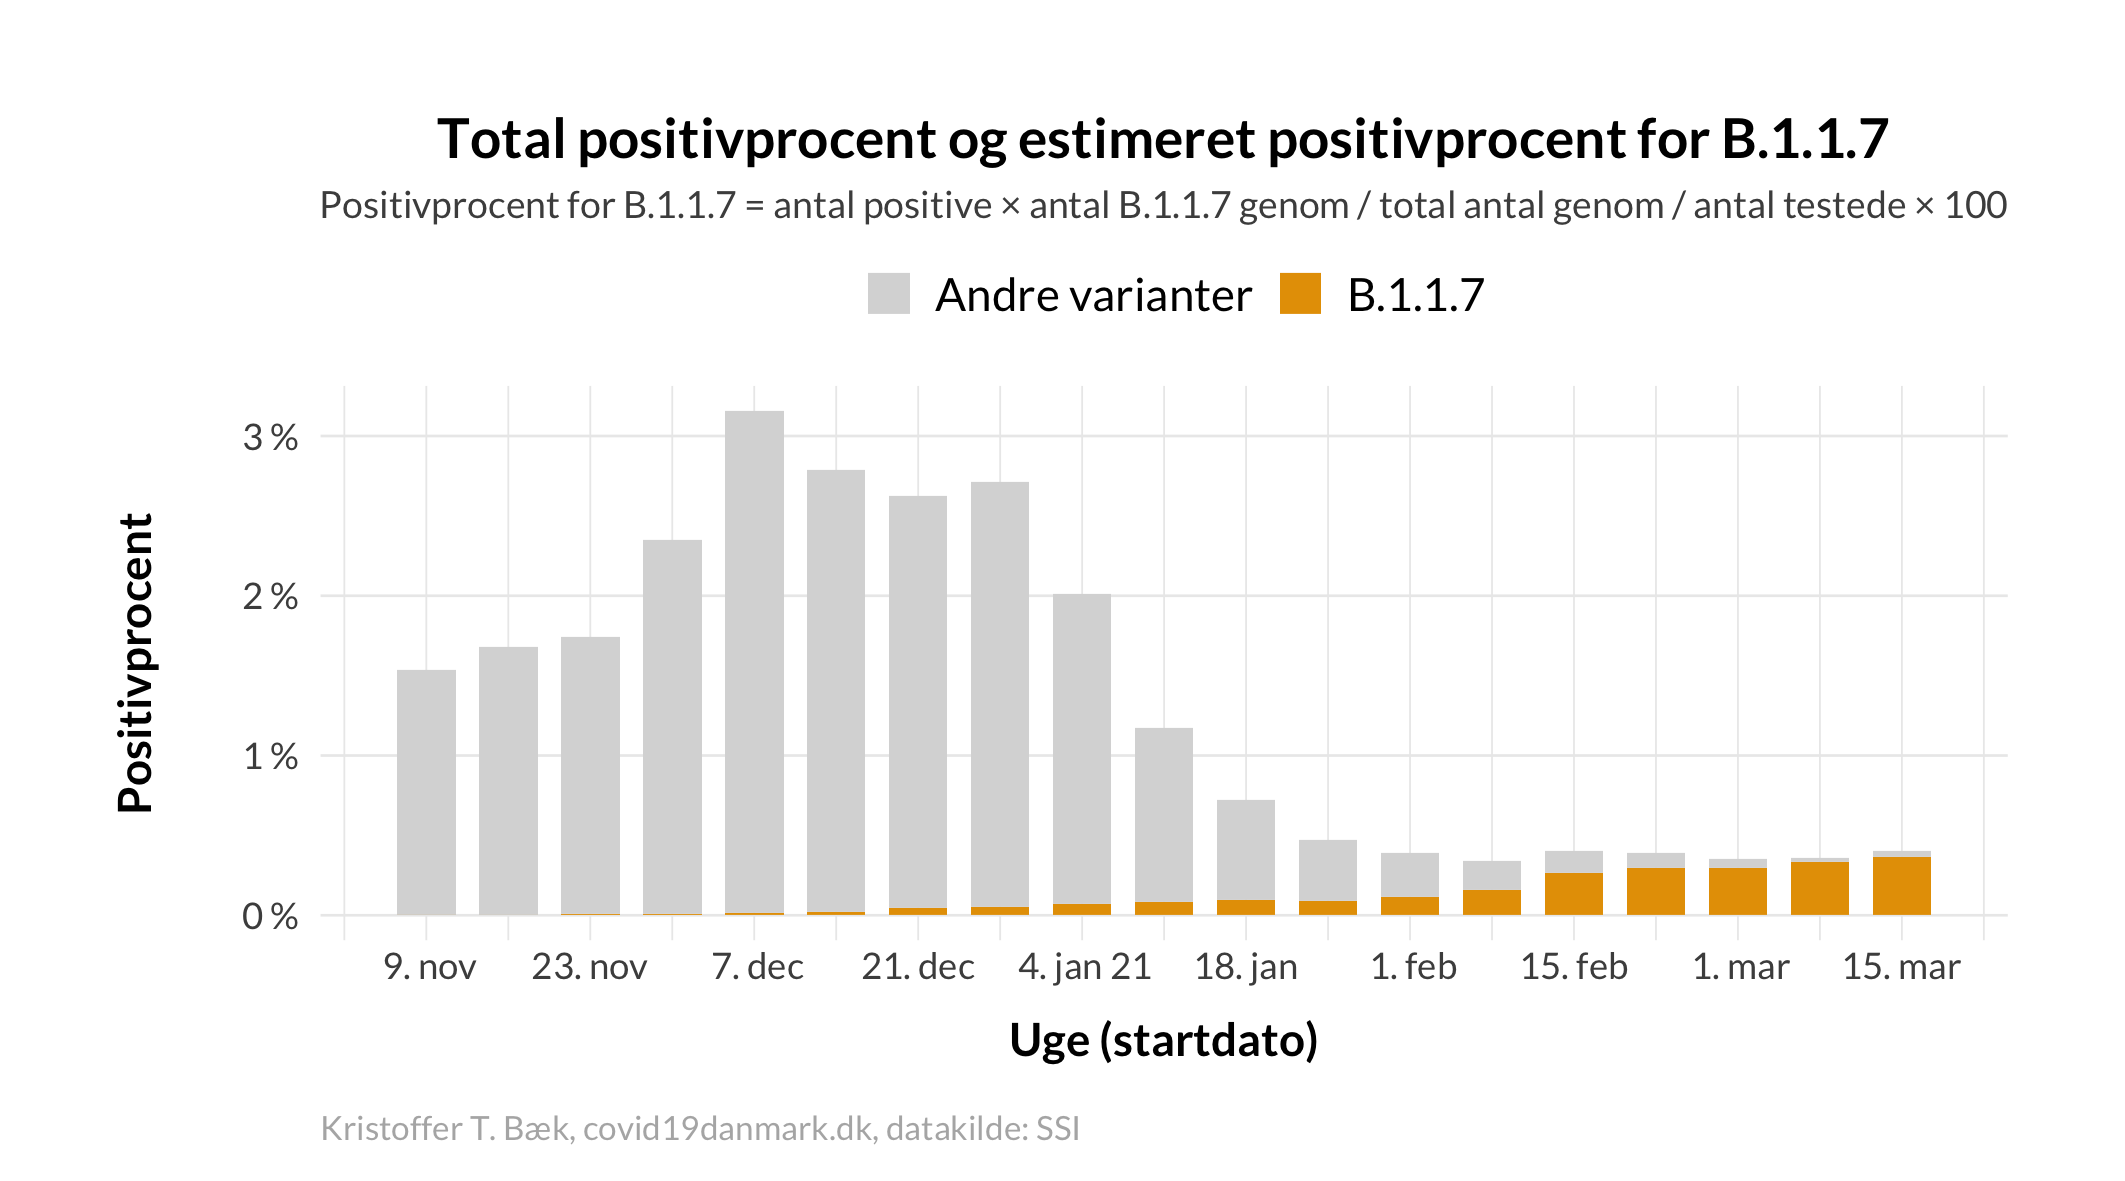 Total positivprocent og estimeret positivprocent for B.1.1.7
Positivprocent for B.1.1.7 = antal positive × antal B.1.1.7 genom / total antal genom / antal testede × 100
Andre varianter B.1.1.7
Positivprocent
3 %
2 %
1 %
0 %
9. nov 23. nov 7. dec 21. dec 4. jan 21 18. jan 1. feb 15. feb 1. mar 15. mar
Uge (startdato)
Kristoffer T. Bæk, covid19danmark.dk, datakilde: SSI